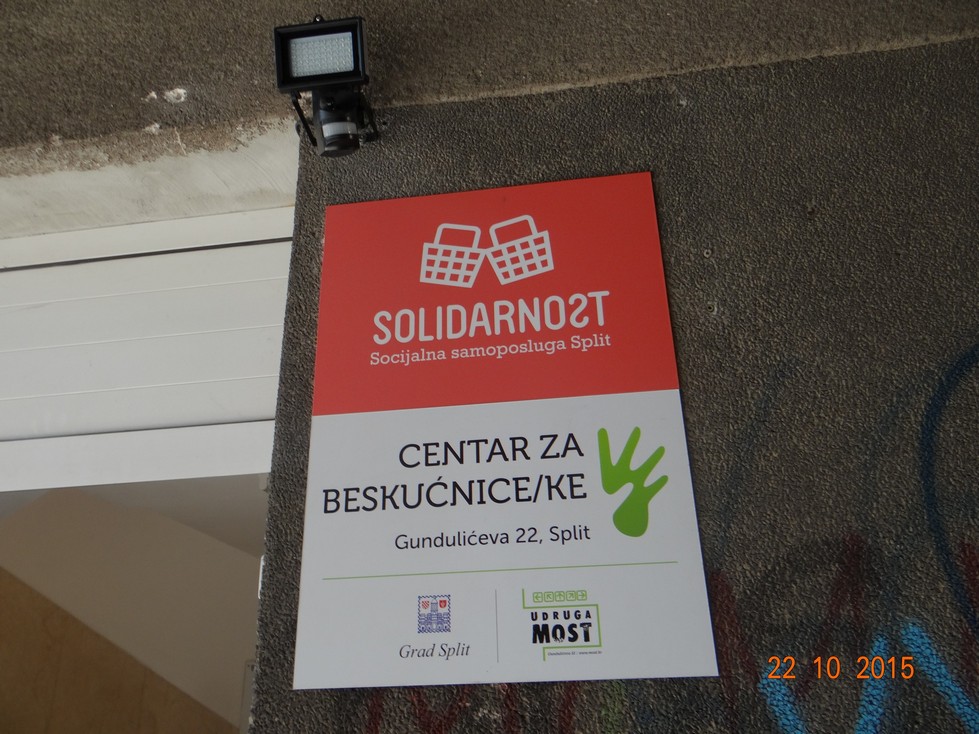 SOLIDARNOST
Socijalna samoposluga Split
CENTAR ZA
BESKUĆNICE/KE
Gundulićeva 22, Split
Grad Split
UDRUGA
MOST
22 10 2015